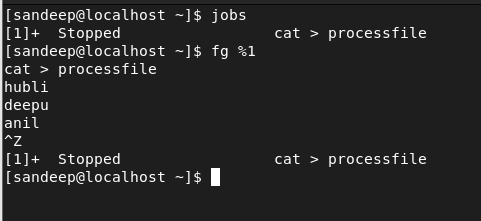 [sandeep@localhost ~]$ jobs
[1]+  Stopped                 cat > processfile
[sandeep@localhost ~]$ fg %1
cat > processfile
hubli
deepu
anil
^Z
[1]+  Stopped                 cat > processfile
[sandeep@localhost ~]$